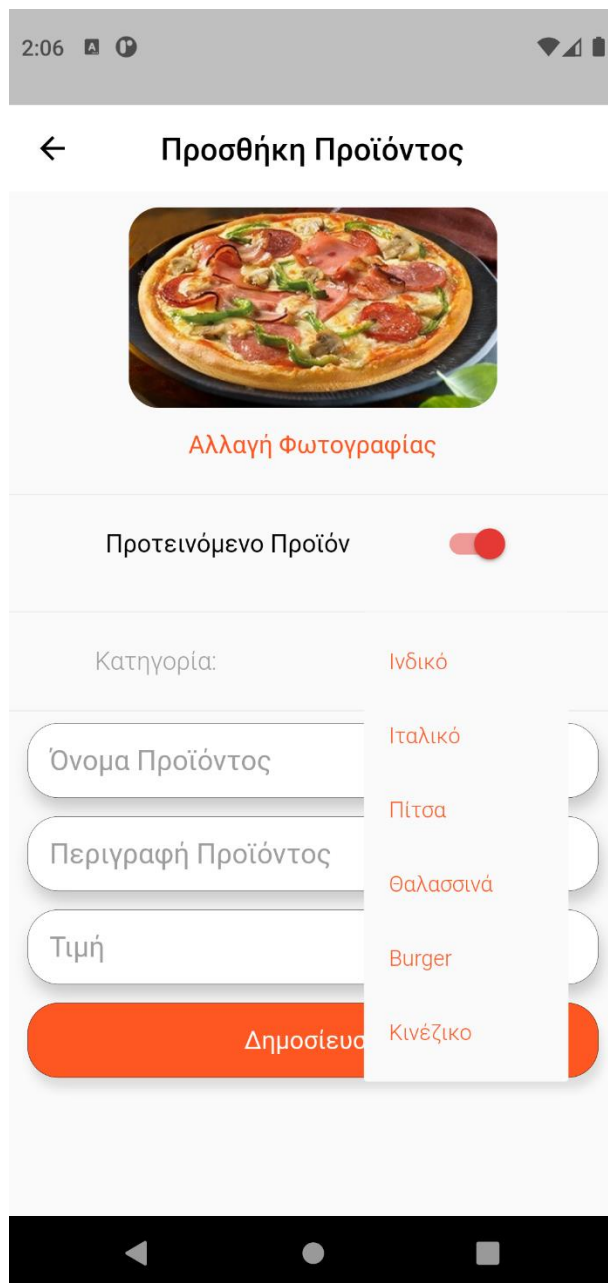 2:06
Προσθήκη Προϊόντος
Αλλαγή Φωτογραφίας
Προτεινόμενο Προϊόν
Κατηγορία:
Ινδικό
Ιταλικό
Όνομα Προϊόντος
Πίτσα
Περιγραφή Προϊόντος
Θαλασσινά
Τιμή
Burger
Κινέζικο